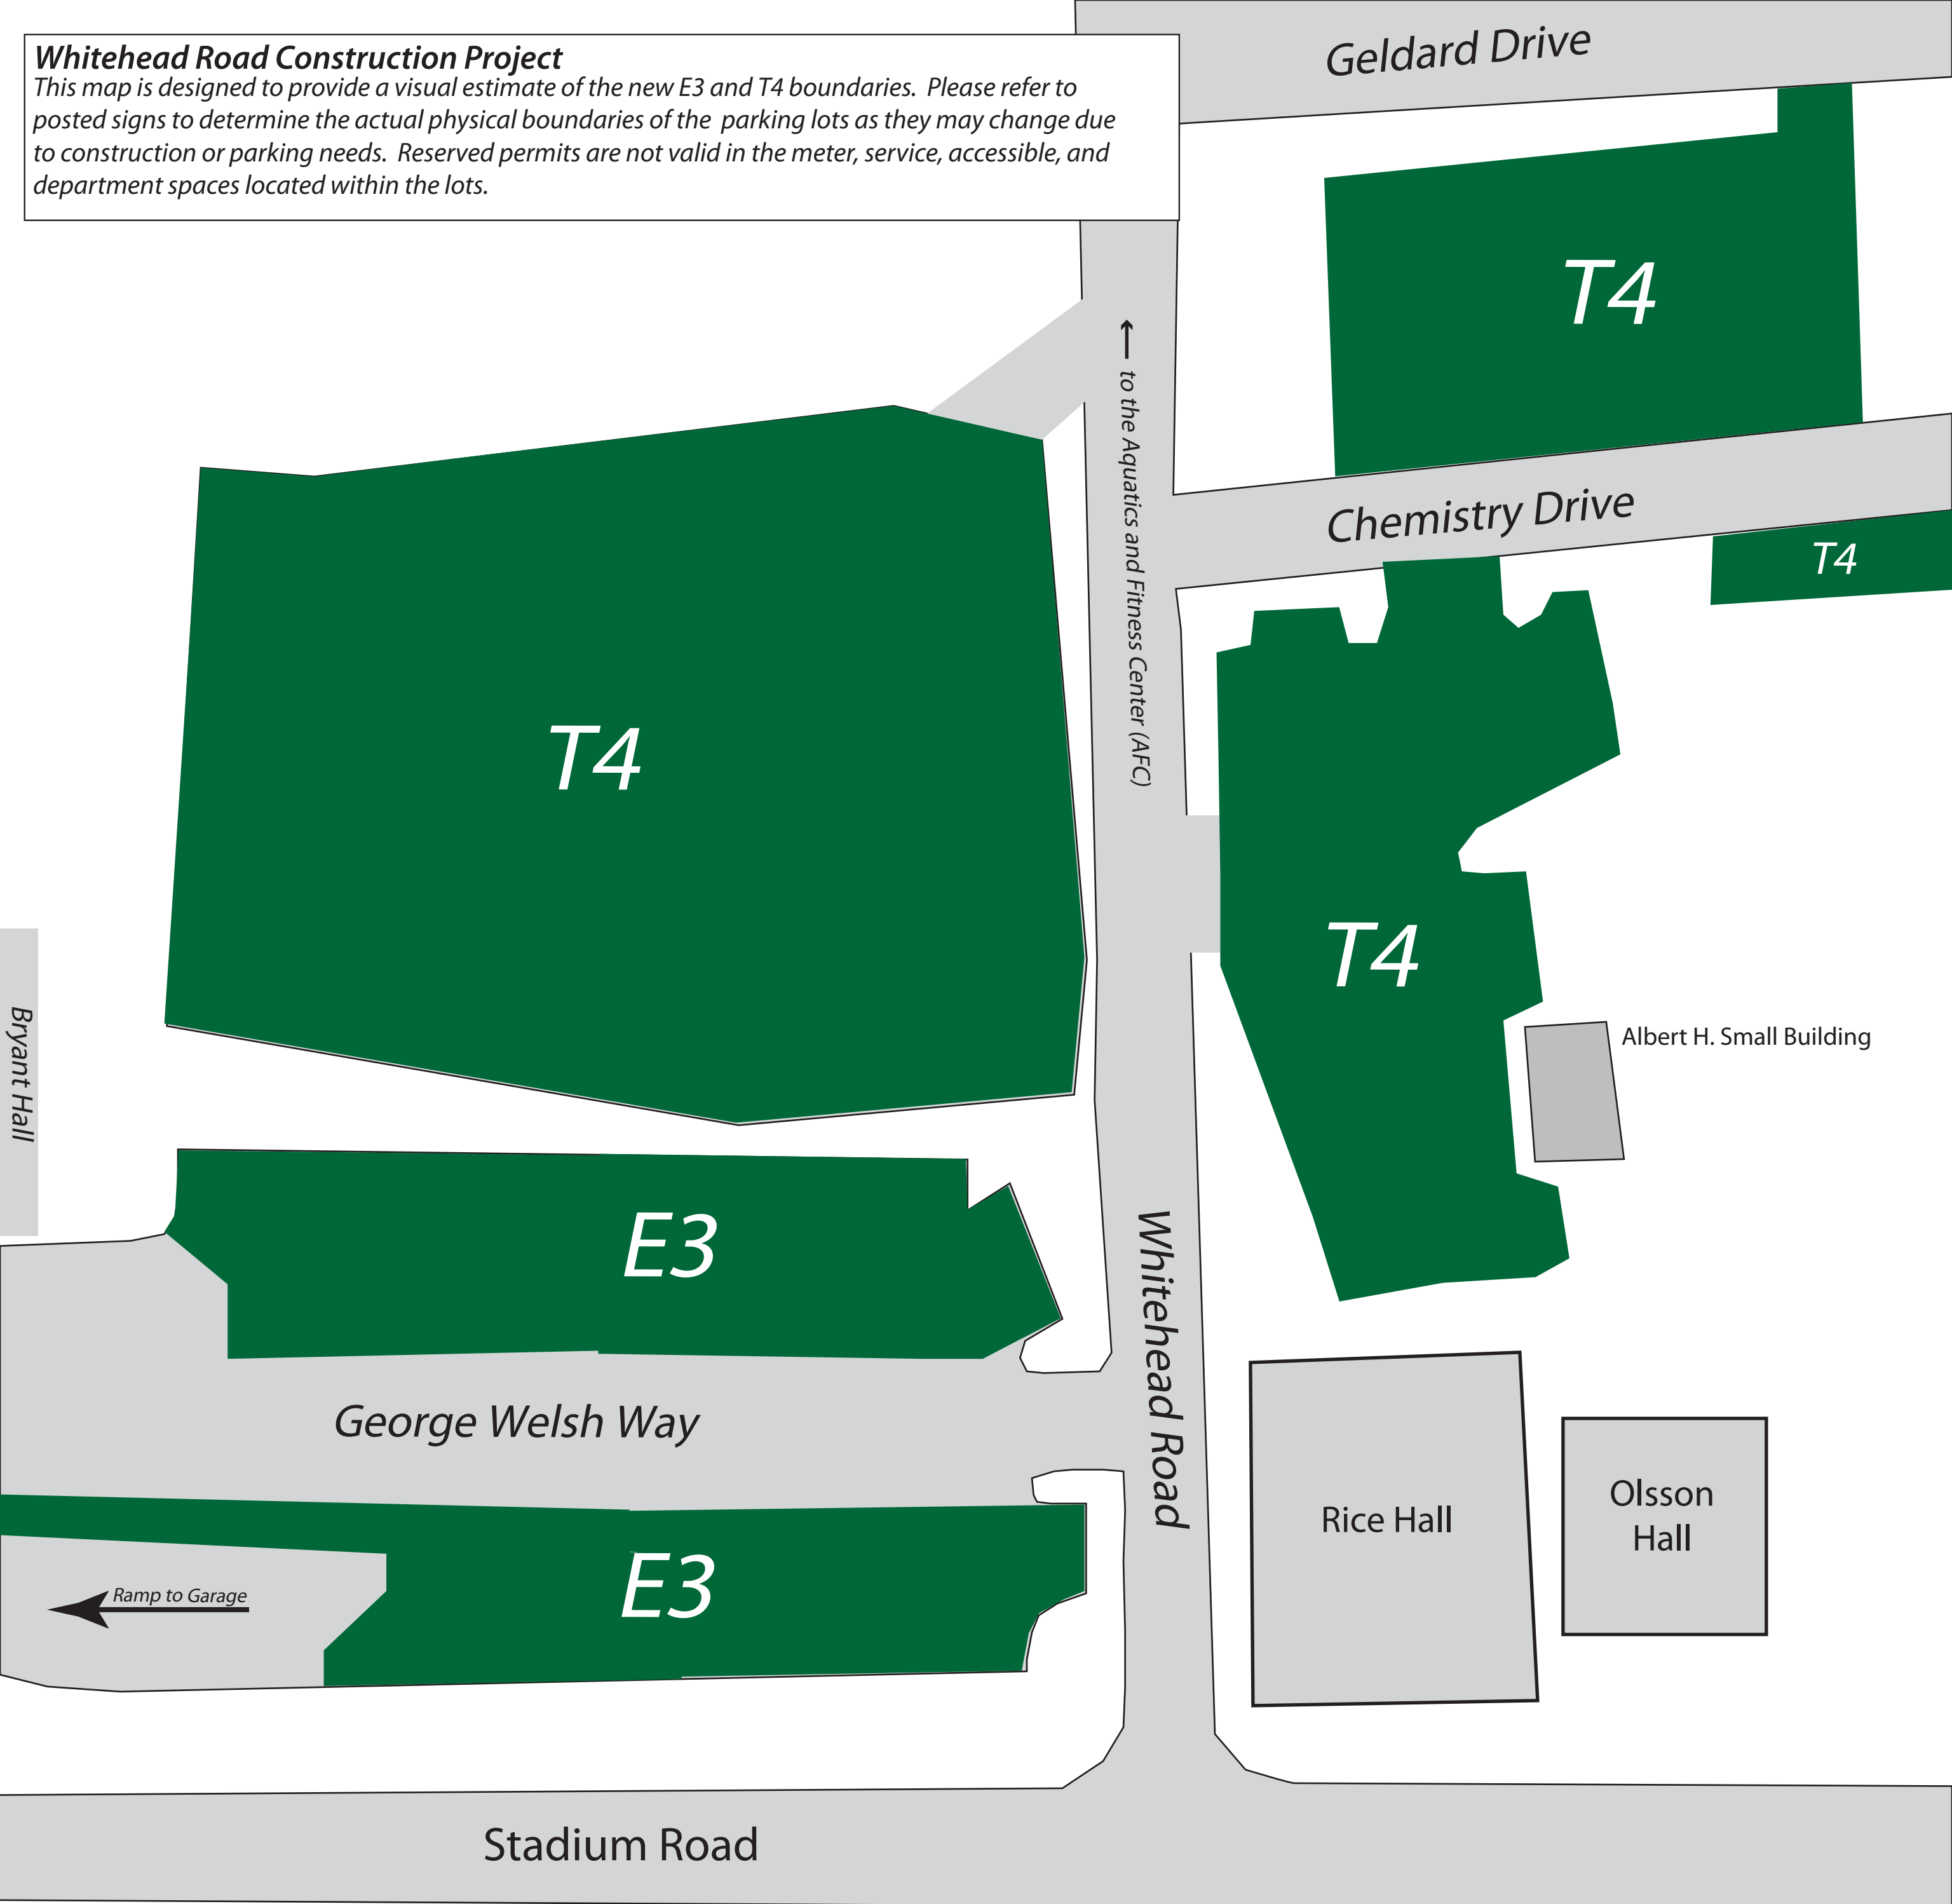 Whitehead Road Construction Project
This map is designed to provide a visual estimate of the new E3 and T4 boundaries.  Please refer to
posted signs to determine the actual physical boundaries of the  parking lots as they may change due
to construction or parking needs.  Reserved permits are not valid in the meter, service, accessible, and
department spaces located within the lots.
Geldard Drive
T4
to the Aquatics and Fitness Center (AFC)
Chemistry Drive
T4
T4
T4
Bryant Hall
Albert H. Small Building
E3
Whitehead Road
George Welsh Way
Rice Hall
Olsson
Hall
E3
Ramp to Garage
Stadium Road